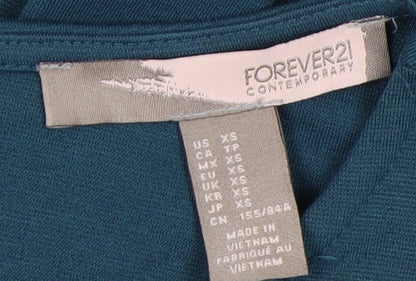 FOREVER21
CONTEMPORARY
US XS
CA TP
MX XS
EU XS
UK XS
KR XS
JP XS
CN 155/84A
MADE IN
VIETNAM
FABRIQUÉ AU
VIETNAM